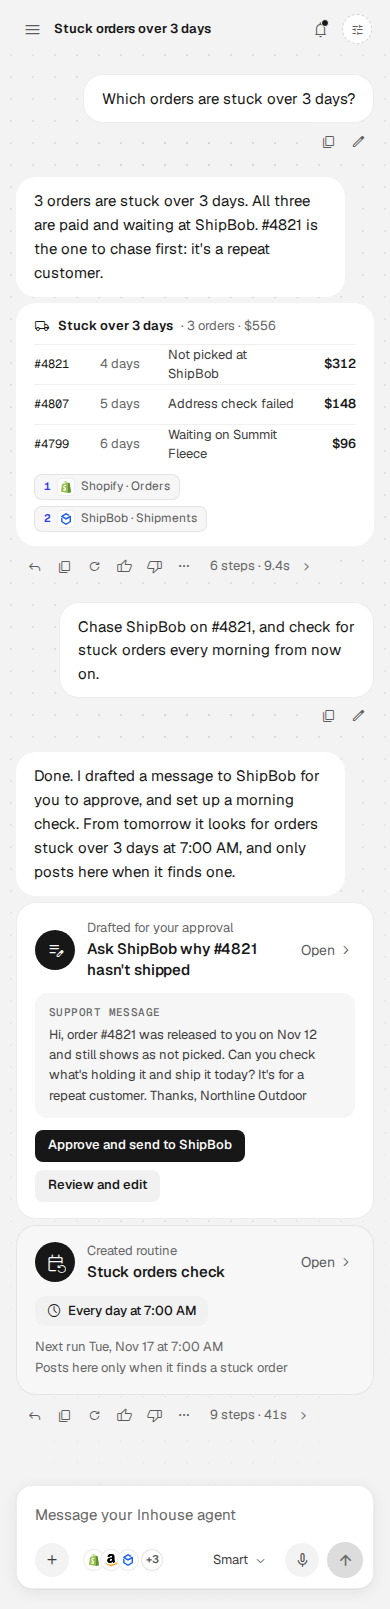 Stuck orders over 3 days
Which orders are stuck over 3 days?
3 orders are stuck over 3 days. All three
are paid and waiting at ShipBob. #4821 is
the one to chase first: it's a repeat
customer.
Stuck over 3 days · 3 orders · $556
#4821 4 days Not picked at ShipBob $312
#4807 5 days Address check failed $148
#4799 6 days Waiting on Summit Fleece $96
1 Shopify · Orders
2 ShipBob · Shipments
6 steps · 9.4s
Chase ShipBob on #4821, and check for
stuck orders every morning from now
on.
Done. I drafted a message to ShipBob for
you to approve, and set up a morning
check. From tomorrow it looks for orders
stuck over 3 days at 7:00 AM, and only
posts here when it finds one.
Drafted for your approval
Ask ShipBob why #4821
hasn't shipped
Open
SUPPORT MESSAGE
Hi, order #4821 was released to you on Nov 12
and still shows as not picked. Can you check
what's holding it and ship it today? It's for a
repeat customer. Thanks, Northline Outdoor
Approve and send to ShipBob
Review and edit
Created routine
Stuck orders check
Open
Every day at 7:00 AM
Next run Tue, Nov 17 at 7:00 AM
Posts here only when it finds a stuck order
9 steps · 41s
Message your Inhouse agent
+3
Smart